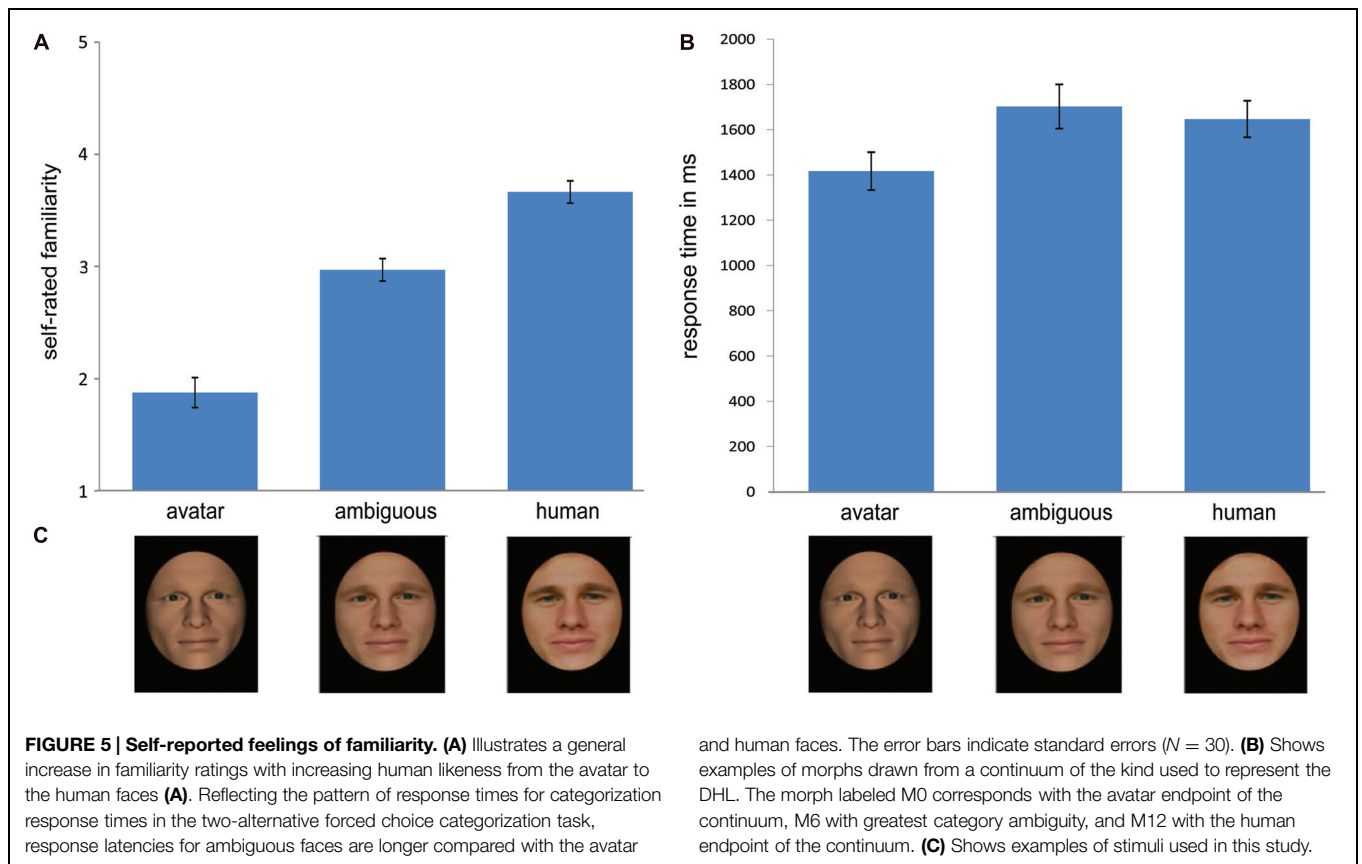 A
5
4
3
2
1
self-rated familiarity
avatar ambiguous human
B
2000
1800
1600
1400
1200
1000
800
600
400
200
0
response time in ms
avatar ambiguous human
C
FIGURE 5 | Self-reported feelings of familiarity. (A) Illustrates a general
increase in familiarity ratings with increasing human likeness from the avatar to
the human faces (A). Reflecting the pattern of response times for categorization
response times in the two-alternative forced choice categorization task,
response latencies for ambiguous faces are longer compared with the avatar
and human faces. The error bars indicate standard errors (N = 30). (B) Shows
examples of morphs drawn from a continuum of the kind used to represent the
DHL. The morph labeled M0 corresponds with the avatar endpoint of the
continuum, M6 with greatest category ambiguity, and M12 with the human
endpoint of the continuum. (C) Shows examples of stimuli used in this study.